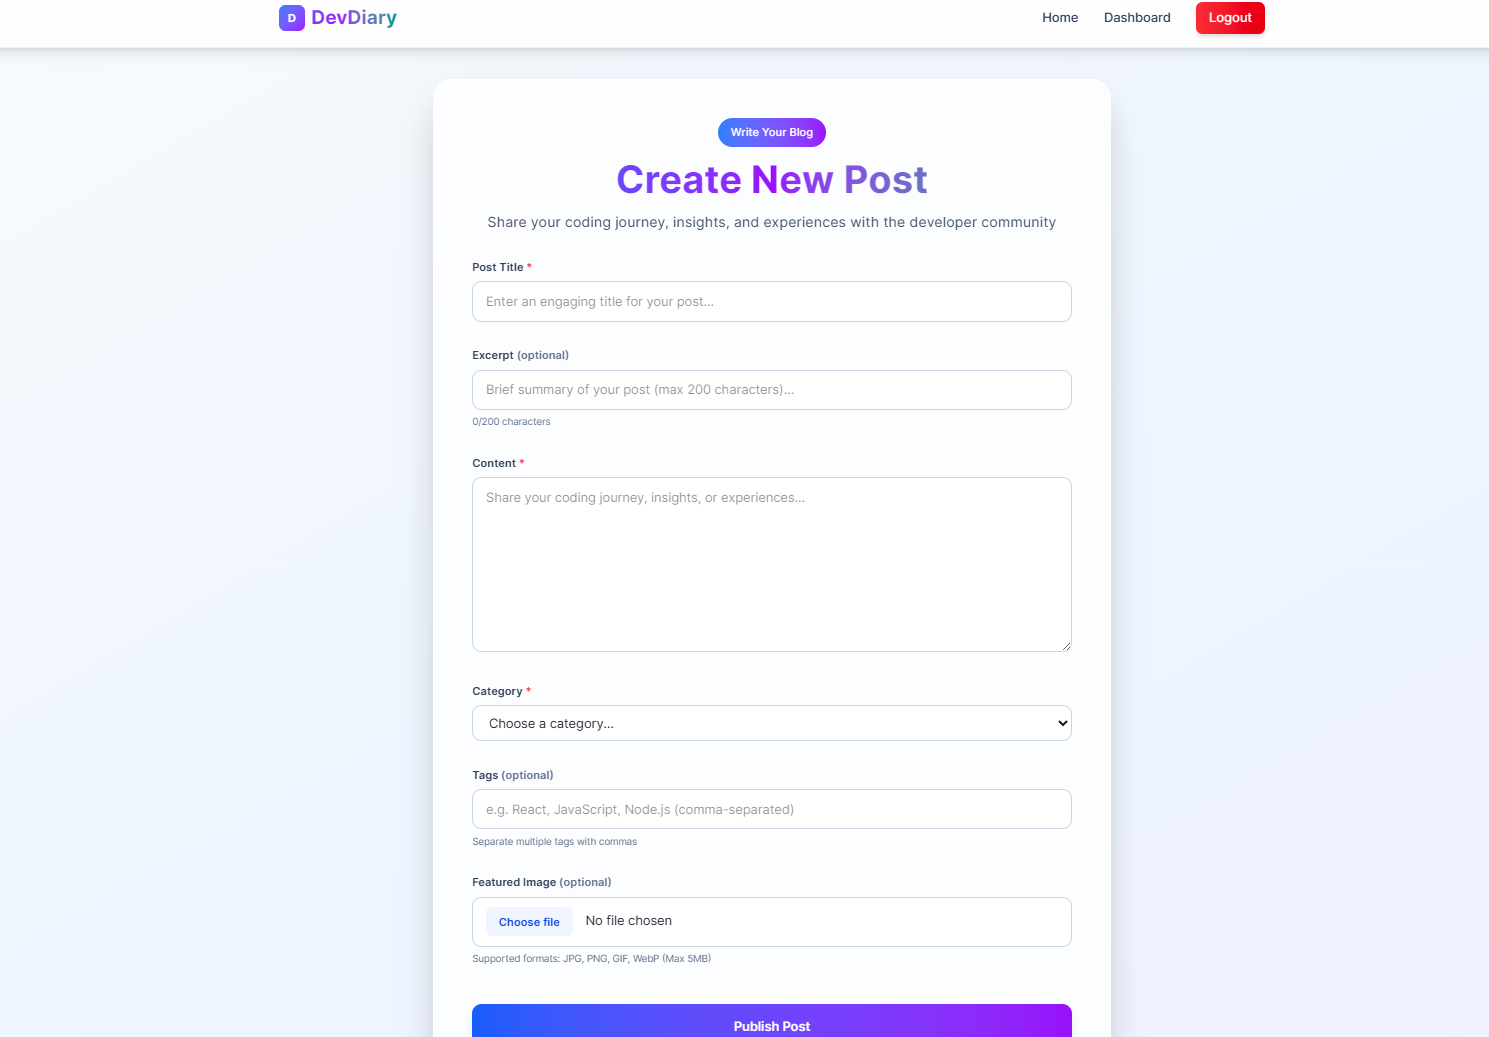 D DevDiary
Home Dashboard Logout
Write Your Blog
Create New Post
Share your coding journey, insights, and experiences with the developer community
Post Title *
Enter an engaging title for your post...
Excerpt (optional)
Brief summary of your post (max 200 characters)...
0/200 characters
Content *
Share your coding journey, insights, or experiences...
Category *
Choose a category...
Tags (optional)
e.g. React, JavaScript, Node.js (comma-separated)
Separate multiple tags with commas
Featured Image (optional)
Choose file No file chosen
Supported formats: JPG, PNG, GIF, WebP (Max 5MB)
Publish Post